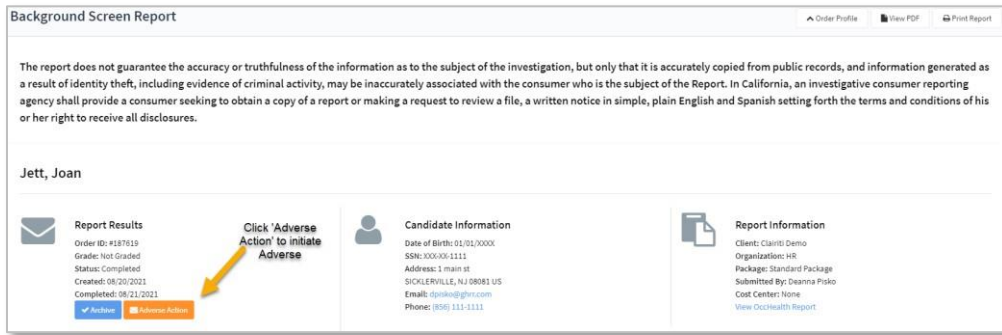 Background Screen Report
Order Profile
View PDF
Print Report
The report does not guarantee the accuracy or truthfulness of the information as to the subject of the investigation, but only that it is accurately copied from public records, and information generated as
a result of identity theft, including evidence of criminal activity, may be inaccurately associated with the consumer who is the subject of the Report. In California, an investigative consumer reporting
agency shall provide a consumer seeking to obtain a copy of a report or making a request to review a file, a written notice in simple, plain English and Spanish setting forth the terms and conditions of his
or her right to receive all disclosures.
Jett, Joan
Report Results
Order ID: #187619
Grade: Not Graded
Status: Completed
Created: 08/20/2021
Completed: 08/21/2021
Archive
Adverse Action
Click 'Adverse
Action' to initiate
Adverse
Candidate Information
Date of Birth: 01/01/XXXX
SSN: XXX-XX-1111
Address: 1 main st
SICKLERVILLE, NJ 08081 US
Email: dpisko@ghrr.com
Phone: (856) 111-1111
Report Information
Client: Clairiti Demo
Organization: HR
Package: Standard Package
Submitted By: Deanna Pisko
Cost Center: None
View OccHealth Report